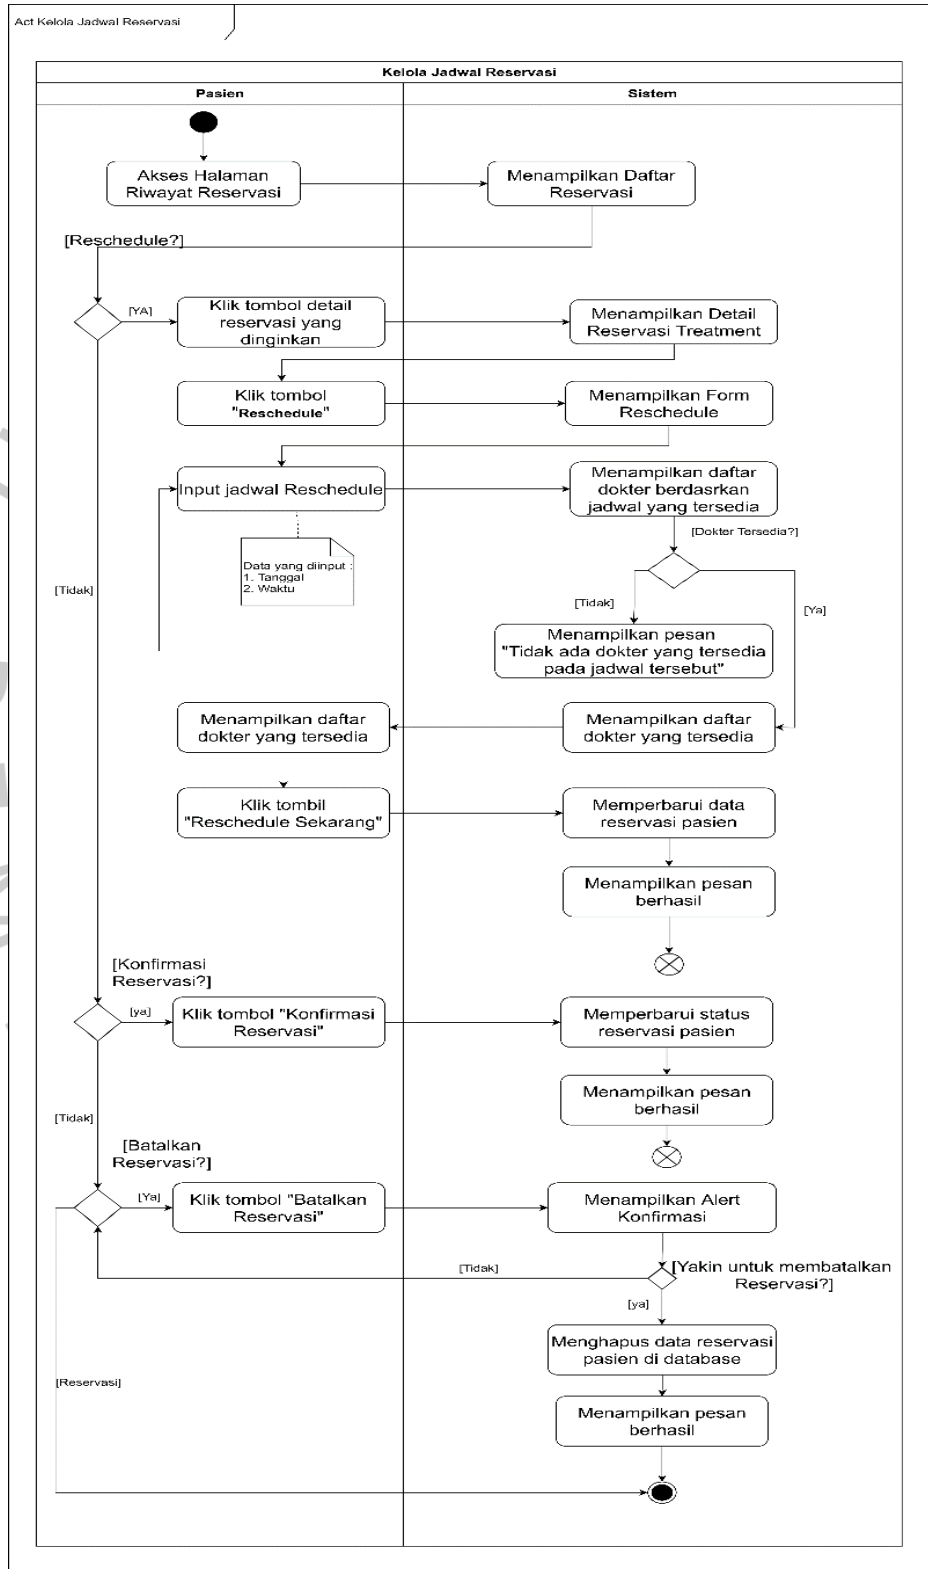 Act Kelola Jadwal Reservasi
Kelola Jadwal Reservasi
Pasien
Sistem
Akses Halaman
Riwayat Reservasi
Menampilkan Daftar
Reservasi
[Reschedule?]
[YA]
Klik tombol detail
reservasi yang
dinginkan
Menampilkan Detail
Reservasi Treatment
Klik tombol
"Reschedule"
Menampilkan Form
Reschedule
Input jadwal Reschedule
Menampilkan daftar
dokter berdasrkan
jadwal yang tersedia
[Dokter Tersedia?]
Data yang diinput :
1. Tanggal
2. Waktu
[Tidak]
[Tidak]
[Ya]
Menampilkan pesan
"Tidak ada dokter yang tersedia
pada jadwal tersebut"
Menampilkan daftar
dokter yang tersedia
Menampilkan daftar
dokter yang tersedia
Klik tombil
"Reschedule Sekarang"
Memperbarui data
reservasi pasien
Menampilkan pesan
berhasil
[Konfirmasi
Reservasi?]
[ya]
Klik tombol "Konfirmasi
Reservasi"
Memperbarui status
reservasi pasien
Menampilkan pesan
berhasil
[Tidak]
[Batalkan
Reservasi?]
[Ya]
Klik tombol "Batalkan
Reservasi"
Menampilkan Alert
Konfirmasi
[Tidak]
[Yakin untuk membatalkan
Reservasi?]
[ya]
Menghapus data reservasi
pasien di database
[Reservasi]
Menampilkan pesan
berhasil